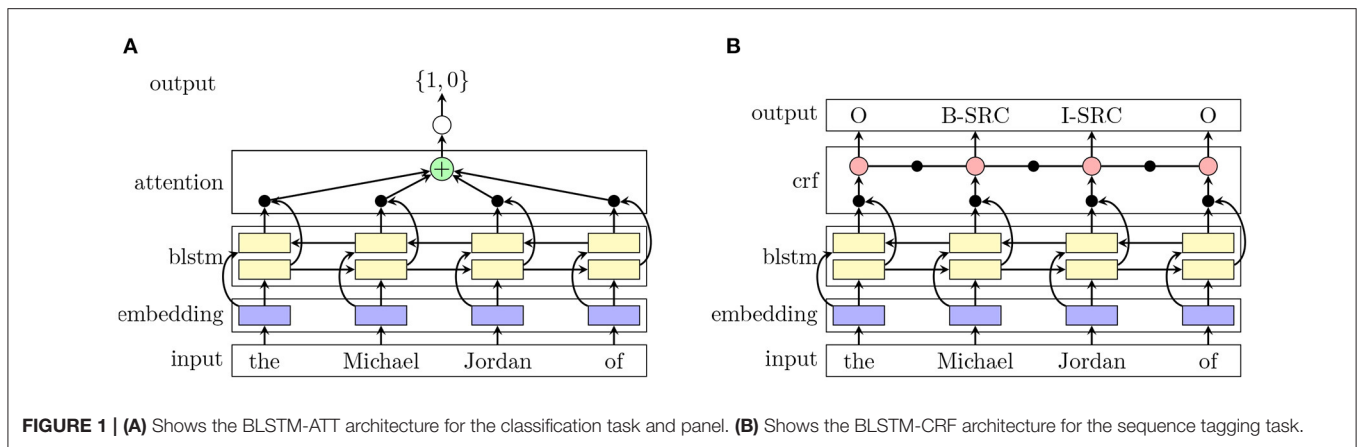 A
output
{1, 0}
+
attention
blstm
embedding
input the Michael Jordan of
B
output O B-SRC I-SRC O
crf
blstm
embedding
input the Michael Jordan of
FIGURE 1 | (A) Shows the BLSTM-ATT architecture for the classification task and panel. (B) Shows the BLSTM-CRF architecture for the sequence tagging task.